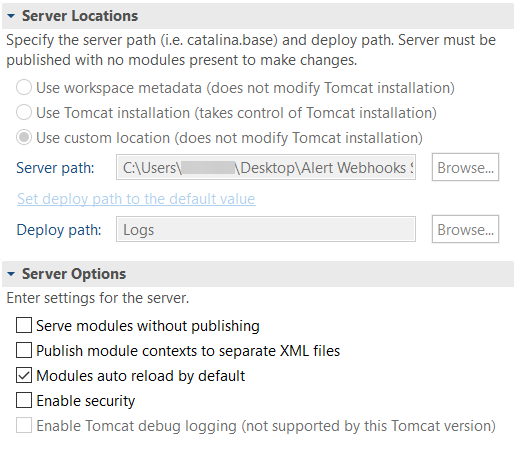 Server Locations
Specify the server path (i.e. catalina.base) and deploy path. Server must be
published with no modules present to make changes.
Use workspace metadata (does not modify Tomcat installation)
Use Tomcat installation (takes control of Tomcat installation)
Use custom location (does not modify Tomcat installation)
Server path: C:\Users\ \Desktop\Alert Webhooks Browse...
Set deploy path to the default value
Deploy path: Logs Browse...
Server Options
Enter settings for the server.
Serve modules without publishing
Publish module contexts to separate XML files
Modules auto reload by default
Enable security
Enable Tomcat debug logging (not supported by this Tomcat version)